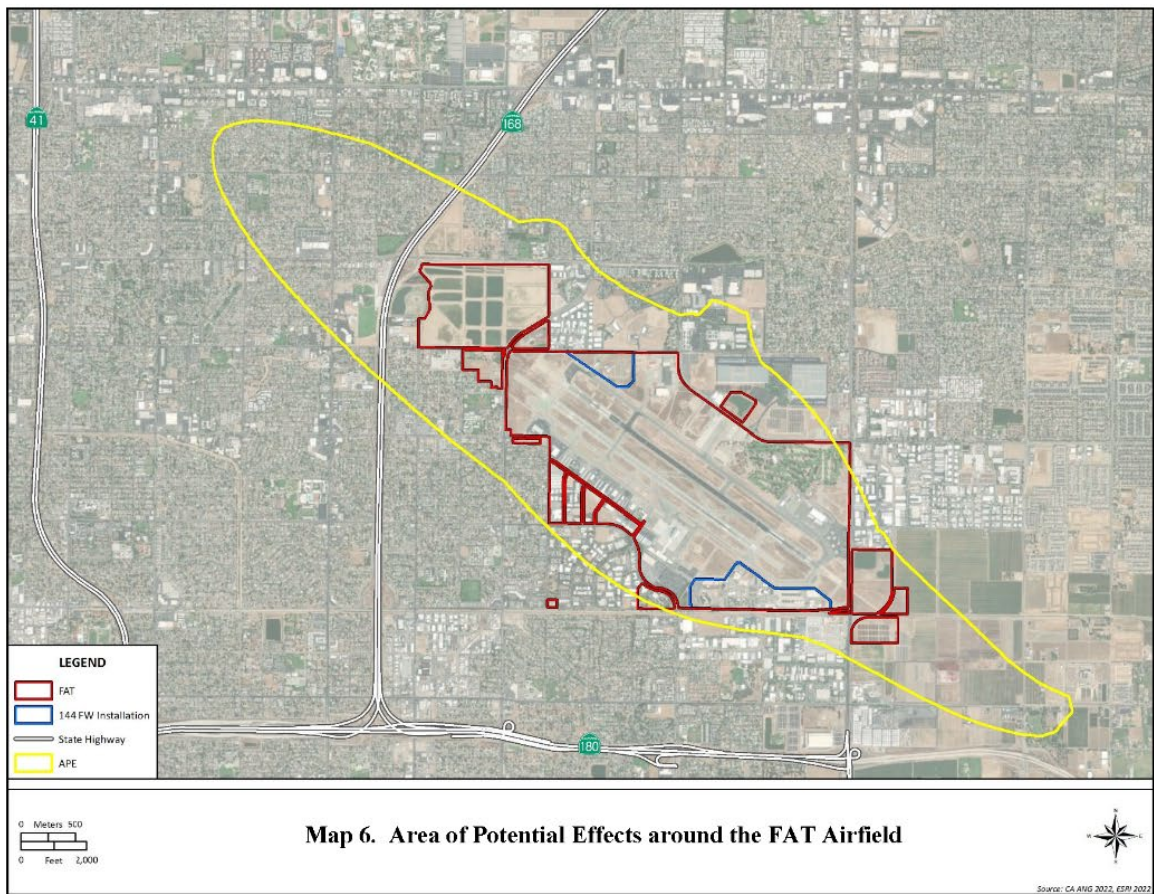 41
168
180
LEGEND
FAT
144 FW Installation
State Highway
APE
0 Meters 500
0 Feet 2,000
Map 6. Area of Potential Effects around the FAT Airfield
N
W
E
S
Source: CA ANG 2022, ESRI 2022